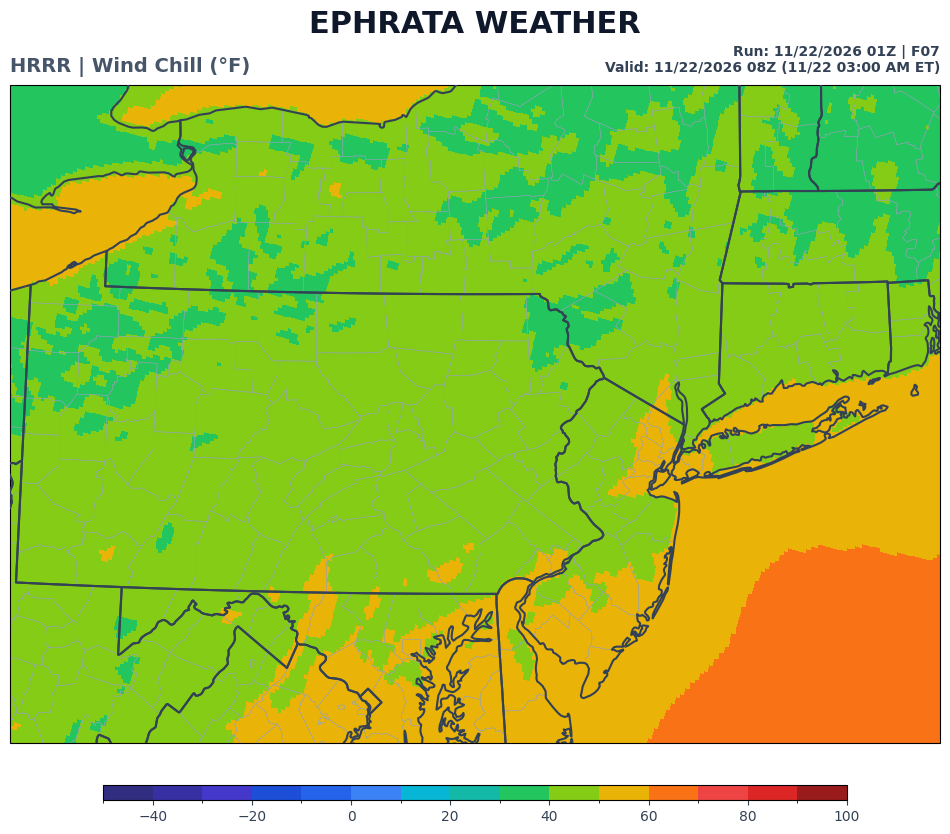 EPHRATA WEATHER
HRRR | Wind Chill (°F)
Run: 11/22/2026 01Z | F07
Valid: 11/22/2026 08Z (11/22 03:00 AM ET)
−40 −20 0 20 40 60 80 100